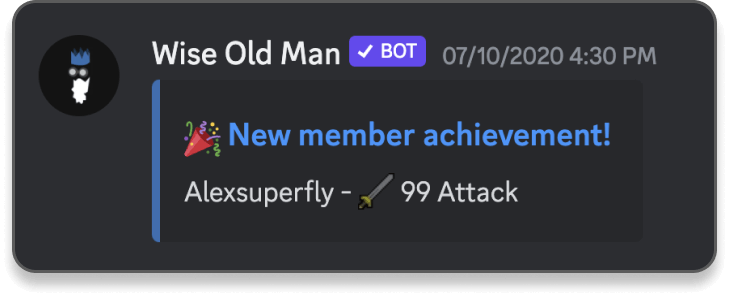 Wise Old Man ✓ BOT 07/10/2020 4:30 PM
🎉 New member achievement!
Alexsuperfly - 99 Attack